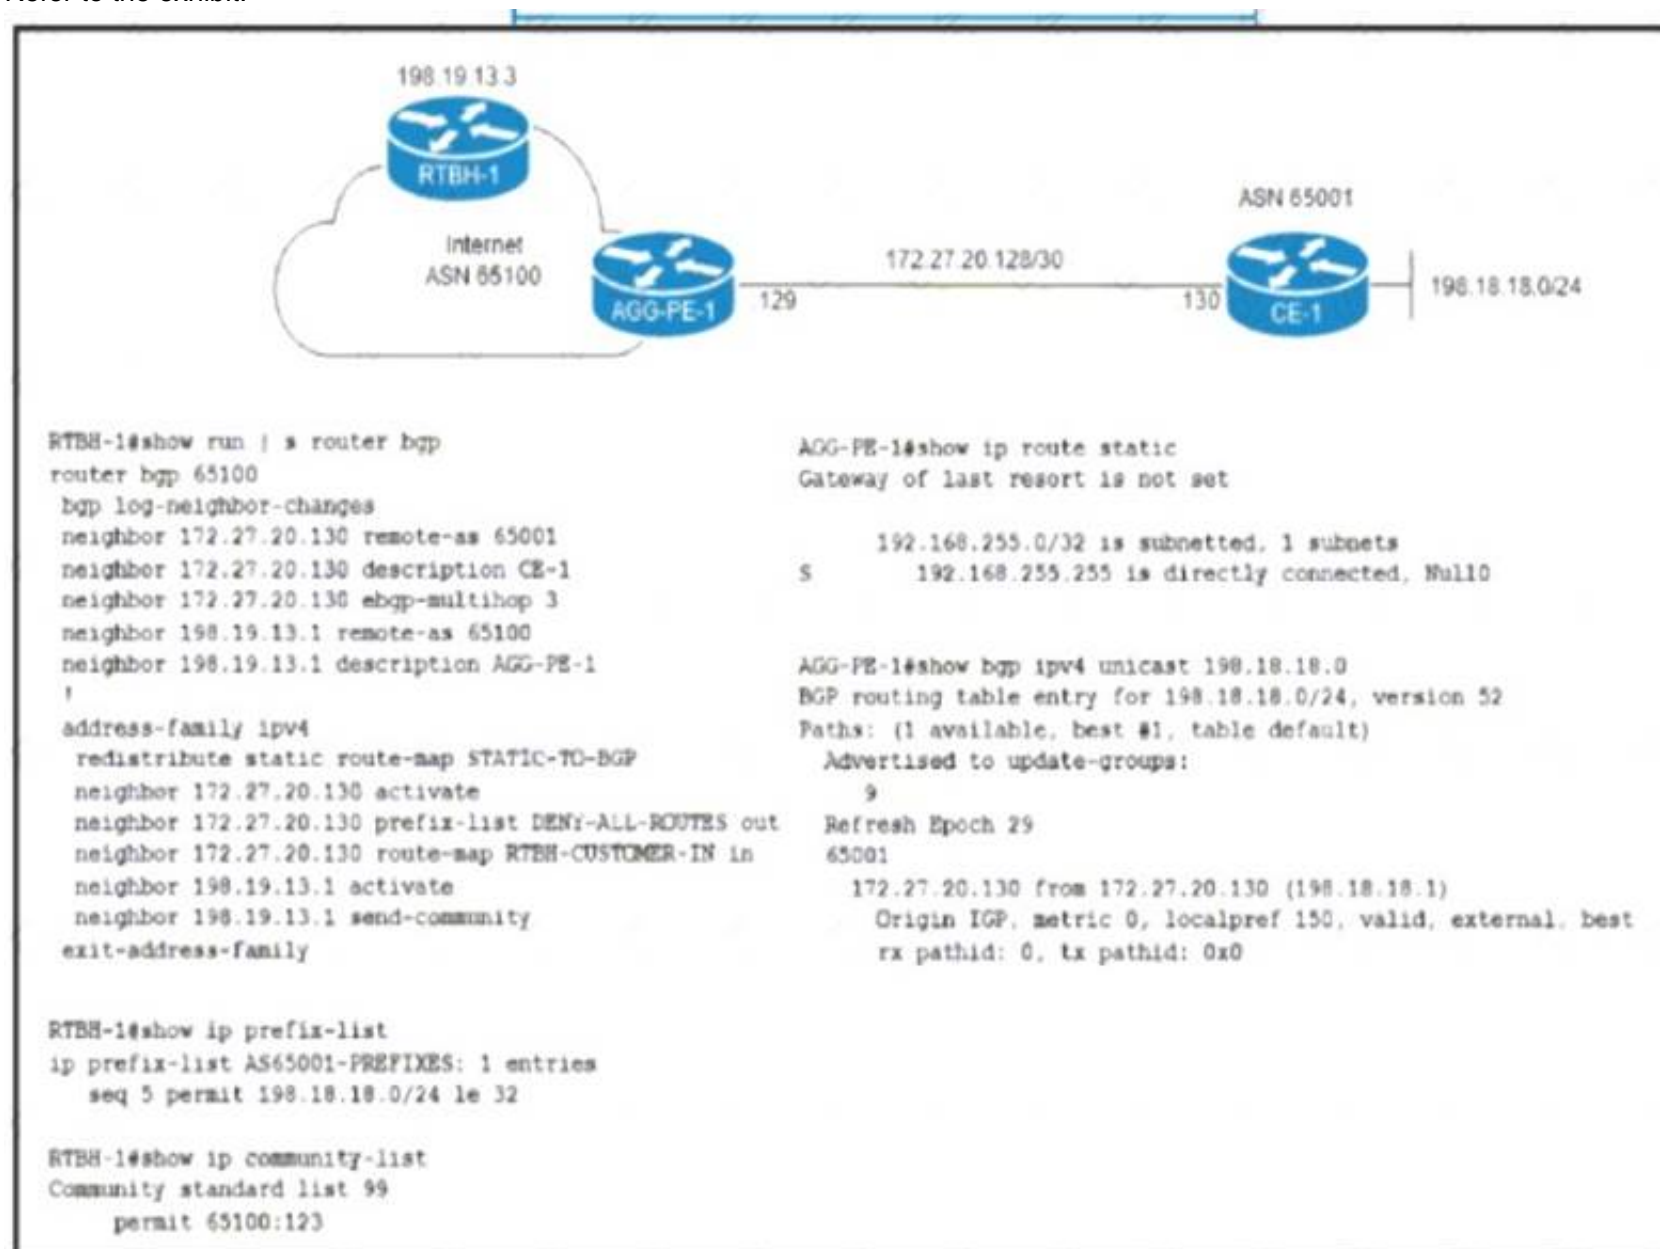 Refer to the exhibit.
198.19.13.3
RTBH-1
Internet
ASN 65100
AGG-PE-1
129
172.27.20.128/30
130
ASN 65001
CE-1
198.18.18.0/24
RTBH-1#show run | s router bgp
router bgp 65100
bgp log-neighbor-changes
neighbor 172.27.20.130 remote-as 65001
neighbor 172.27.20.130 description CE-1
neighbor 172.27.20.130 ebgp-multihop 3
neighbor 198.19.13.1 remote-as 65100
neighbor 198.19.13.1 description AGG-PE-1
!
address-family ipv4
redistribute static route-map STATIC-TO-BGP
neighbor 172.27.20.130 activate
neighbor 172.27.20.130 prefix-list DENY-ALL-ROUTES out
neighbor 172.27.20.130 route-map RTBH-CUSTOMER-IN in
neighbor 198.19.13.1 activate
neighbor 198.19.13.1 send-community
exit-address-family
RTBH-1#show ip prefix-list
ip prefix-list AS65001-PREFIXES: 1 entries
seq 5 permit 198.18.18.0/24 le 32
RTBH-1#show ip community-list
Community standard list 99
permit 65100:123
AGG-PE-1#show ip route static
Gateway of last resort is not set
192.168.255.0/32 is subnetted, 1 subnets
S 192.168.255.255 is directly connected, Null0
AGG-PE-1#show bgp ipv4 unicast 198.18.18.0
BGP routing table entry for 198.18.18.0/24, version 52
Paths: (1 available, best #1, table default)
Advertised to update-groups:
9
Refresh Epoch 29
65001
172.27.20.130 from 172.27.20.130 (198.18.18.1)
Origin IGP, metric 0, localpref 150, valid, external, best
rx pathid: 0, tx pathid: 0x0